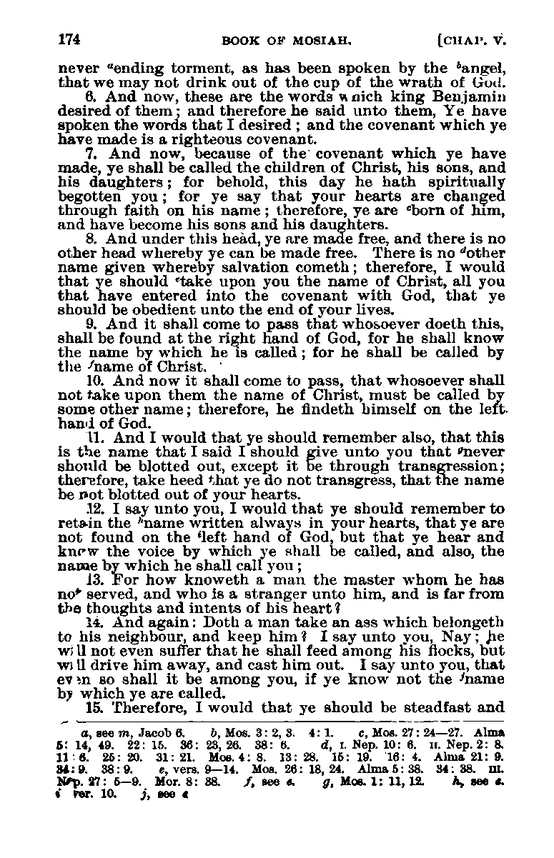 174 BOOK OF MOSIAH. [CHAP. V.
never ᵃending torment, as has been spoken by the ᵇangel,
that we may not drink out of the cup of the wrath of God.
6. And now, these are the words which king Benjamin
desired of them; and therefore he said unto them, Ye have
spoken the words that I desired; and the covenant which ye
have made is a righteous covenant.
7. And now, because of the covenant which ye have
made, ye shall be called the children of Christ, his sons, and
his daughters; for behold, this day he hath spiritually
begotten you; for ye say that your hearts are changed
through faith on his name; therefore, ye are ᶜborn of him,
and have become his sons and his daughters.
8. And under this head, ye are made free, and there is no
other head whereby ye can be made free. There is no ᵈother
name given whereby salvation cometh; therefore, I would
that ye should ᵉtake upon you the name of Christ, all you
that have entered into the covenant with God, that ye
should be obedient unto the end of your lives.
9. And it shall come to pass that whosoever doeth this,
shall be found at the right hand of God, for he shall know
the name by which he is called; for he shall be called by
the ᶠname of Christ.
10. And now it shall come to pass, that whosoever shall
not take upon them the name of Christ, must be called by
some other name; therefore, he findeth himself on the left
hand of God.
11. And I would that ye should remember also, that this
is the name that I said I should give unto you that ᵍnever
should be blotted out, except it be through transgression;
therefore, take heed that ye do not transgress, that the name
be not blotted out of your hearts.
12. I say unto you, I would that ye should remember to
retain the ʰname written always in your hearts, that ye are
not found on the ⁱleft hand of God, but that ye hear and
know the voice by which ye shall be called, and also, the
name by which he shall call you;
13. For how knoweth a man the master whom he has
not served, and who is a stranger unto him, and is far from
the thoughts and intents of his heart?
14. And again: Doth a man take an ass which belongeth
to his neighbour, and keep him? I say unto you, Nay; he
will not even suffer that he shall feed among his flocks, but
will drive him away, and cast him out. I say unto you, that
even so shall it be among you, if ye know not the ʲname
by which ye are called.
15. Therefore, I would that ye should be steadfast and
a, see m, Jacob 6. b, Mos. 3: 2, 3. 4: 1. c, Mos. 27: 24—27. Alma
5: 14, 49. 22: 15. 36: 23, 26. 38: 6. d, I. Nep. 10: 6. II. Nep. 2: 8.
11: 6. 25: 20. 31: 21. Mos. 4: 8. 13: 28. 15: 19. 16: 4. Alma 21: 9.
34: 9. 38: 9. e, vers. 9—14. Mos. 26: 18, 24. Alma 5: 38. 34: 38. III.
Nep. 27: 5—9. Mor. 8: 38. f, see e. g, Mos. 1: 11, 12. h, see e.
i ver. 10. j, see e